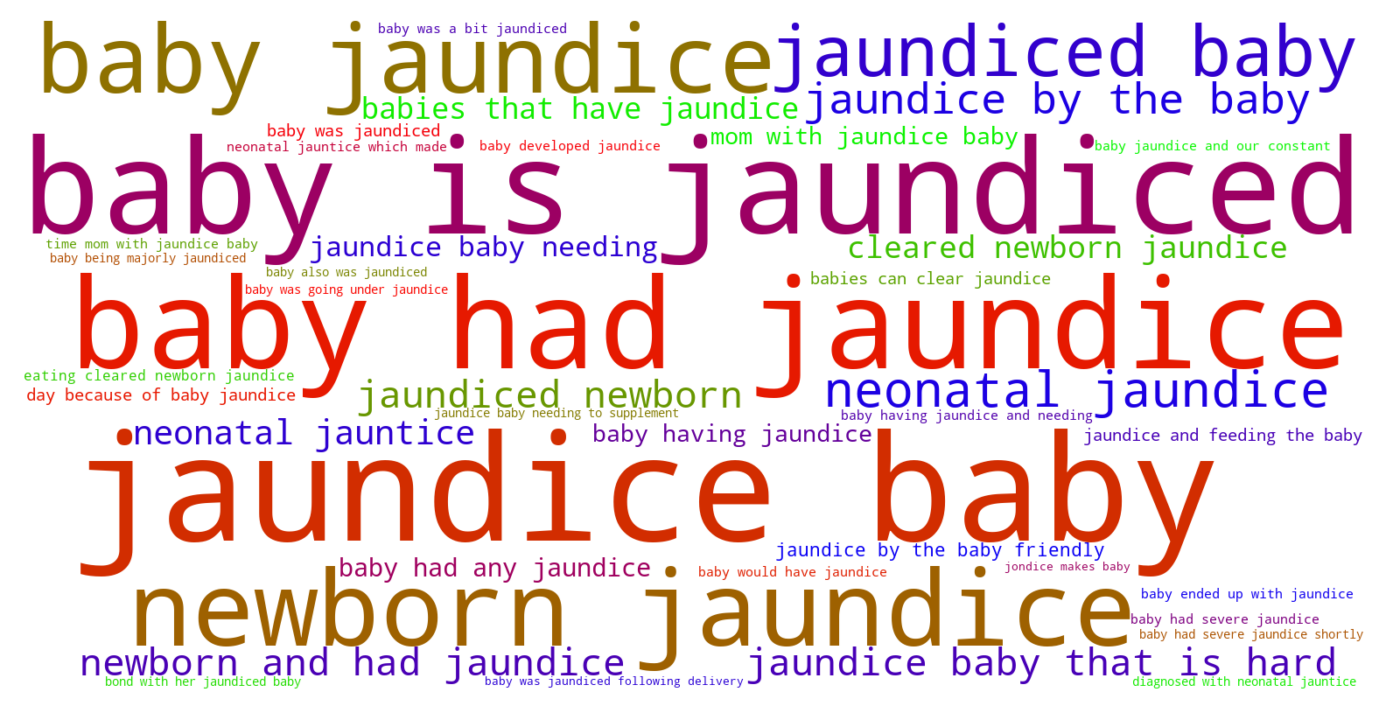 baby was a bit jaundiced
baby jaundice
jaundiced baby
babies that have jaundice
jaundice by the baby
baby was jaundiced
mom with jaundice baby
neonatal jauntice which made
baby developed jaundice
baby jaundice and our constant
baby is jaundiced
time mom with jaundice baby
jaundice baby needing
cleared newborn jaundice
baby being majorly jaundiced
baby also was jaundiced
babies can clear jaundice
baby was going under jaundice
baby had jaundice
eating cleared newborn jaundice
day because of baby jaundice
jaundiced newborn
neonatal jaundice
jaundice baby needing to supplement
baby having jaundice and needing
neonatal jauntice
baby having jaundice
jaundice and feeding the baby
jaundice baby
jaundice by the baby friendly
baby had any jaundice
baby would have jaundice
jondice makes baby
newborn jaundice
baby ended up with jaundice
baby had severe jaundice
baby had severe jaundice shortly
newborn and had jaundice
jaundice baby that is hard
bond with her jaundiced baby
baby was jaundiced following delivery
diagnosed with neonatal jauntice